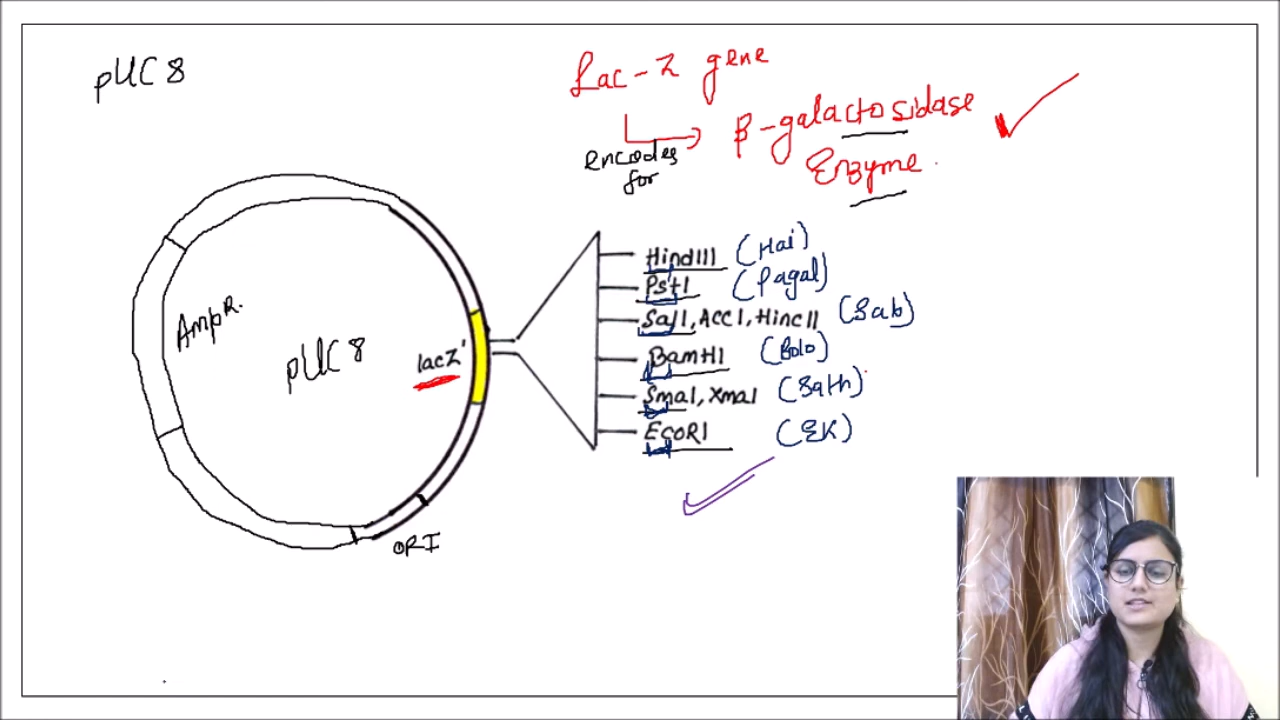 pUC 8
Lac-Z gene
encodes for
β-galactosidase
Enzyme
HindIII (Hai)
PstI (Pagal)
SalI, AccI, HincII (Sab)
BamHI (Bolo)
SmaI, XmaI (Sath)
EcoRI (EK)
AmpR.
pUC 8
lacZ'
ORI